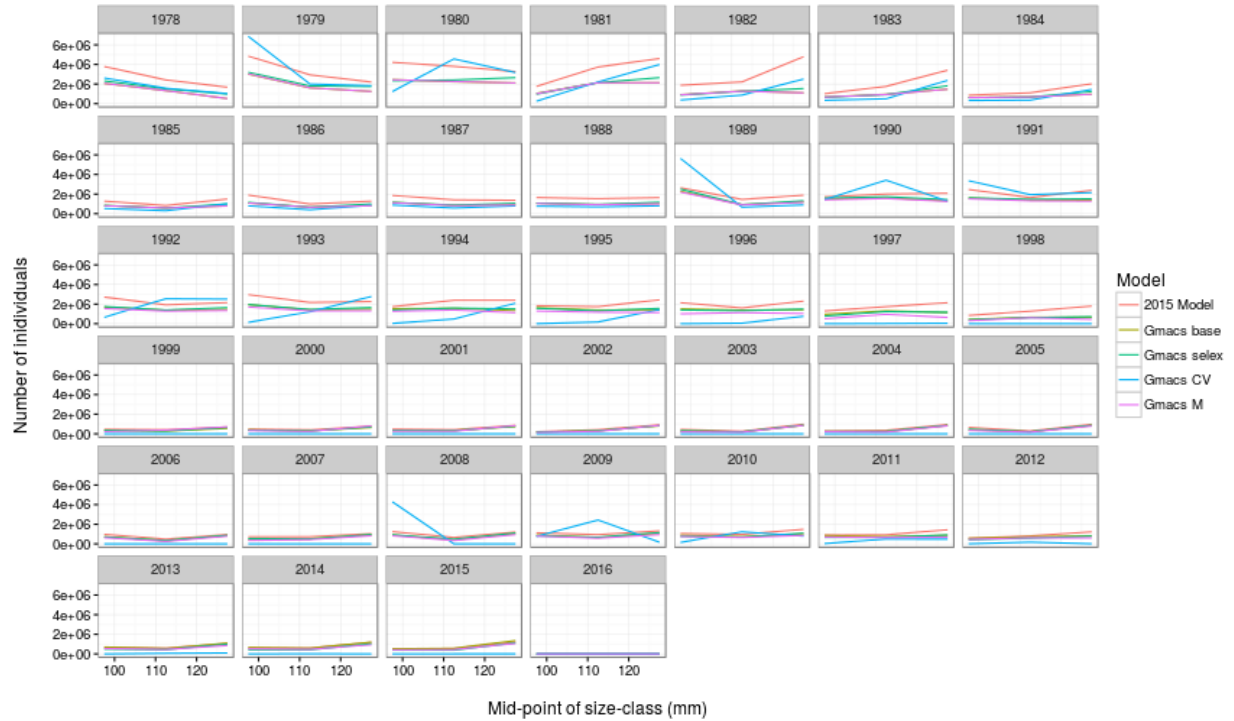 1978 1979 1980 1981 1982 1983 1984
6e+06
4e+06
2e+06
0e+00
1985 1986 1987 1988 1989 1990 1991
6e+06
4e+06
2e+06
0e+00
1992 1993 1994 1995 1996 1997 1998
6e+06
4e+06
2e+06
0e+00
1999 2000 2001 2002 2003 2004 2005
6e+06
4e+06
2e+06
0e+00
2006 2007 2008 2009 2010 2011 2012
6e+06
4e+06
2e+06
0e+00
2013 2014 2015 2016
6e+06
4e+06
2e+06
0e+00
100 110 120 100 110 120 100 110 120 100 110 120
Mid-point of size-class (mm)
Number of inidividuals
Model
2015 Model
Gmacs base
Gmacs selex
Gmacs CV
Gmacs M